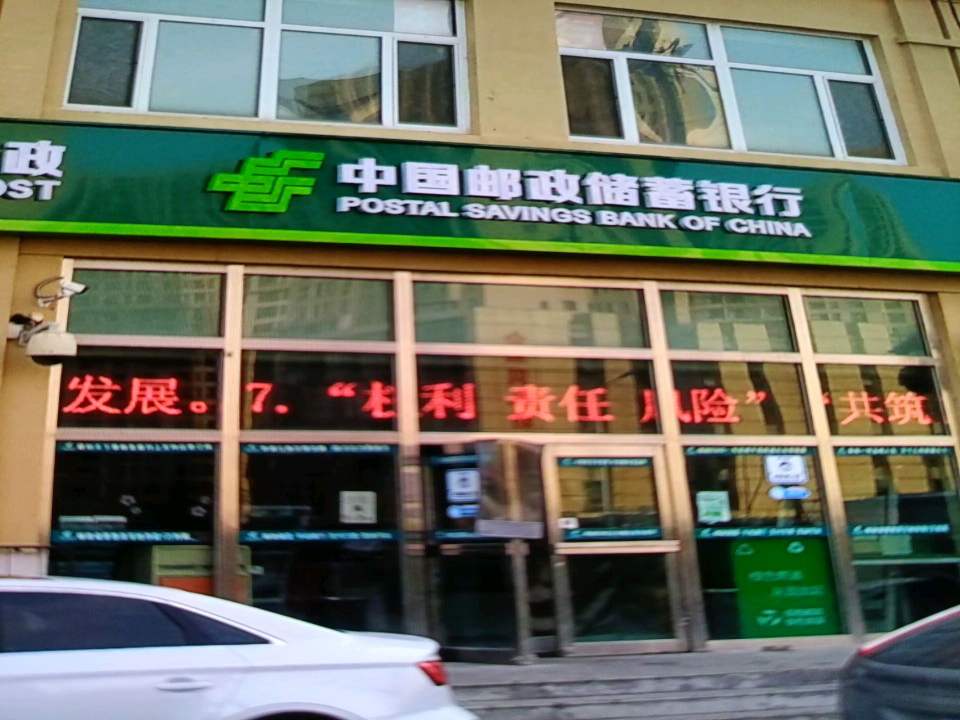 政
OST
中国邮政储蓄银行
POSTAL SAVINGS BANK OF CHINA
发展。7.“权利 责任 风险”“共筑